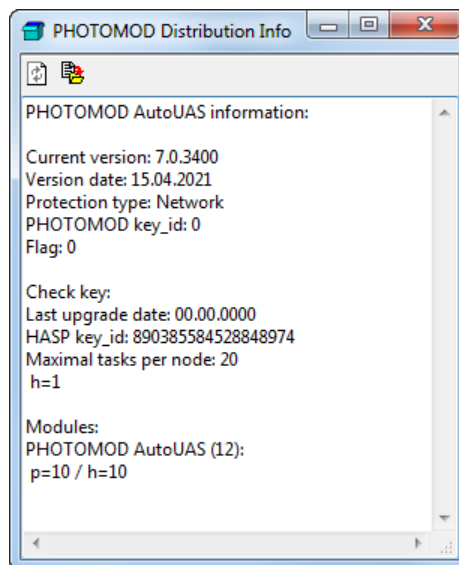 PHOTOMOD Distribution Info
PHOTOMOD AutoUAS information:
Current version: 7.0.3400
Version date: 15.04.2021
Protection type: Network
PHOTOMOD key_id: 0
Flag: 0
Check key:
Last upgrade date: 00.00.0000
HASP key_id: 890385584528848974
Maximal tasks per node: 20
h=1
Modules:
PHOTOMOD AutoUAS (12):
p=10 / h=10